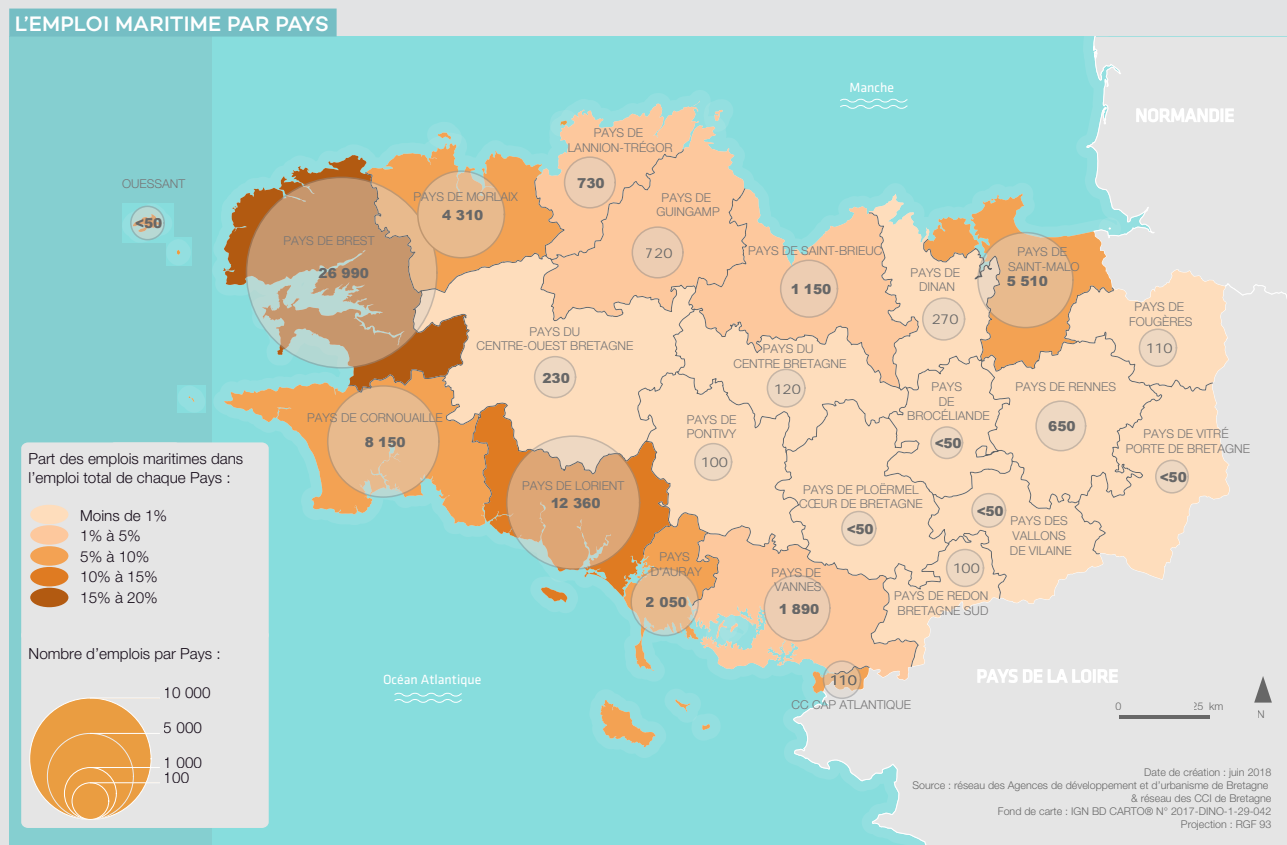 L'EMPLOI MARITIME PAR PAYS
Manche
NORMANDIE
OUESSANT
<50
PAYS DE BREST
26 990
PAYS DE MORLAIX
4 310
PAYS DE
LANNION-TRÉGOR
730
PAYS DE
GUINGAMP
720
PAYS DE SAINT-BRIEUC
1 150
PAYS DE
DINAN
270
PAYS DE
SAINT-MALO
5 510
PAYS DE
FOUGÈRES
110
PAYS DU
CENTRE-OUEST BRETAGNE
230
PAYS DU
CENTRE BRETAGNE
120
PAYS
DE
BROCÉLIANDE
<50
PAYS DE RENNES
650
PAYS DE VITRÉ
PORTE DE BRETAGNE
<50
PAYS DE CORNOUAILLE
8 150
PAYS DE LORIENT
12 360
PAYS DE
PONTIVY
100
PAYS DE PLOËRMEL
CŒUR DE BRETAGNE
<50
<50
PAYS DES
VALLONS
DE VILAINE
PAYS
D'AURAY
2 050
PAYS DE
VANNES
1 890
100
PAYS DE REDON
BRETAGNE SUD
110
CC CAP ATLANTIQUE
PAYS DE LA LOIRE
Océan Atlantique
Part des emplois maritimes dans
l'emploi total de chaque Pays :
Moins de 1%
1% à 5%
5% à 10%
10% à 15%
15% à 20%
Nombre d'emplois par Pays :
10 000
5 000
1 000
100
0 25 km
N
Date de création : juin 2018
Source : réseau des Agences de développement et d'urbanisme de Bretagne
& réseau des CCI de Bretagne
Fond de carte : IGN BD CARTO® N° 2017-DINO-1-29-042
Projection : RGF 93